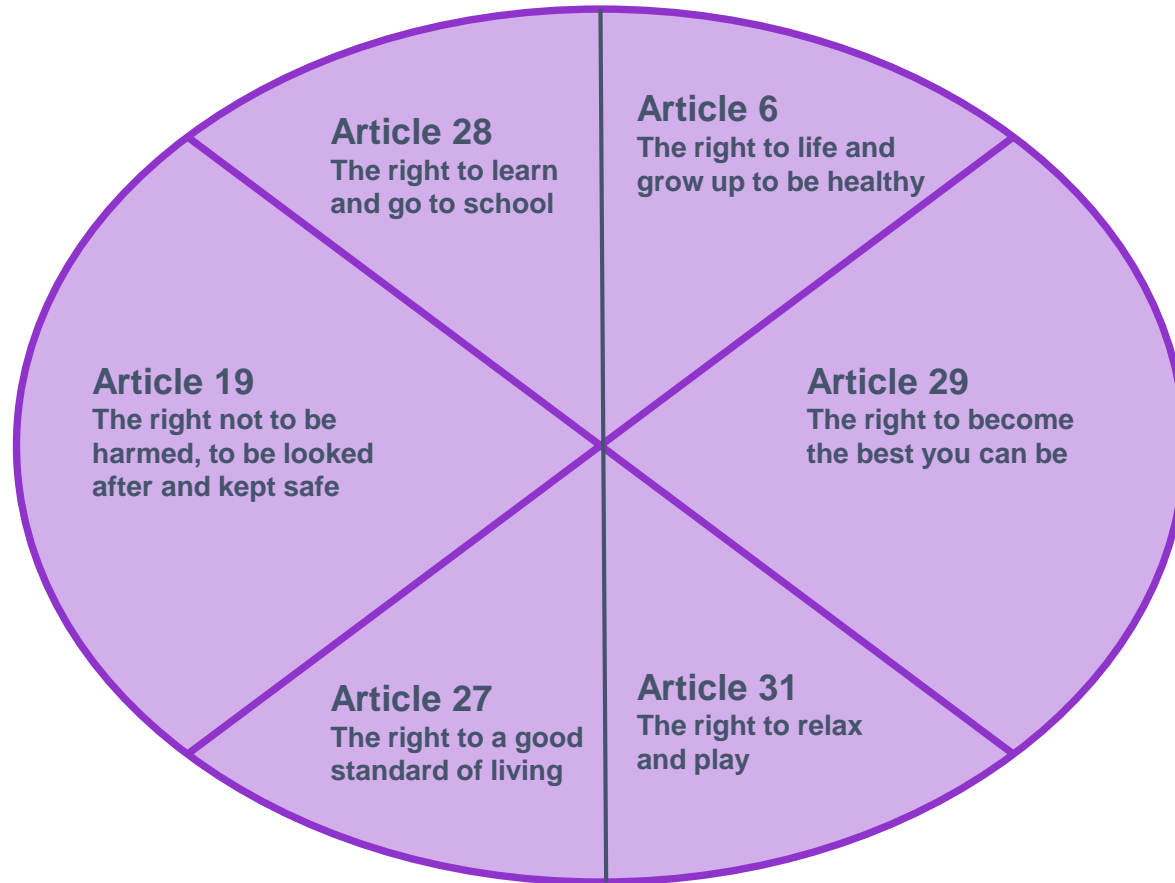 Article 28
The right to learn
and go to school
Article 6
The right to life and
grow up to be healthy
Article 19
The right not to be
harmed, to be looked
after and kept safe
Article 29
The right to become
the best you can be
Article 27
The right to a good
standard of living
Article 31
The right to relax
and play